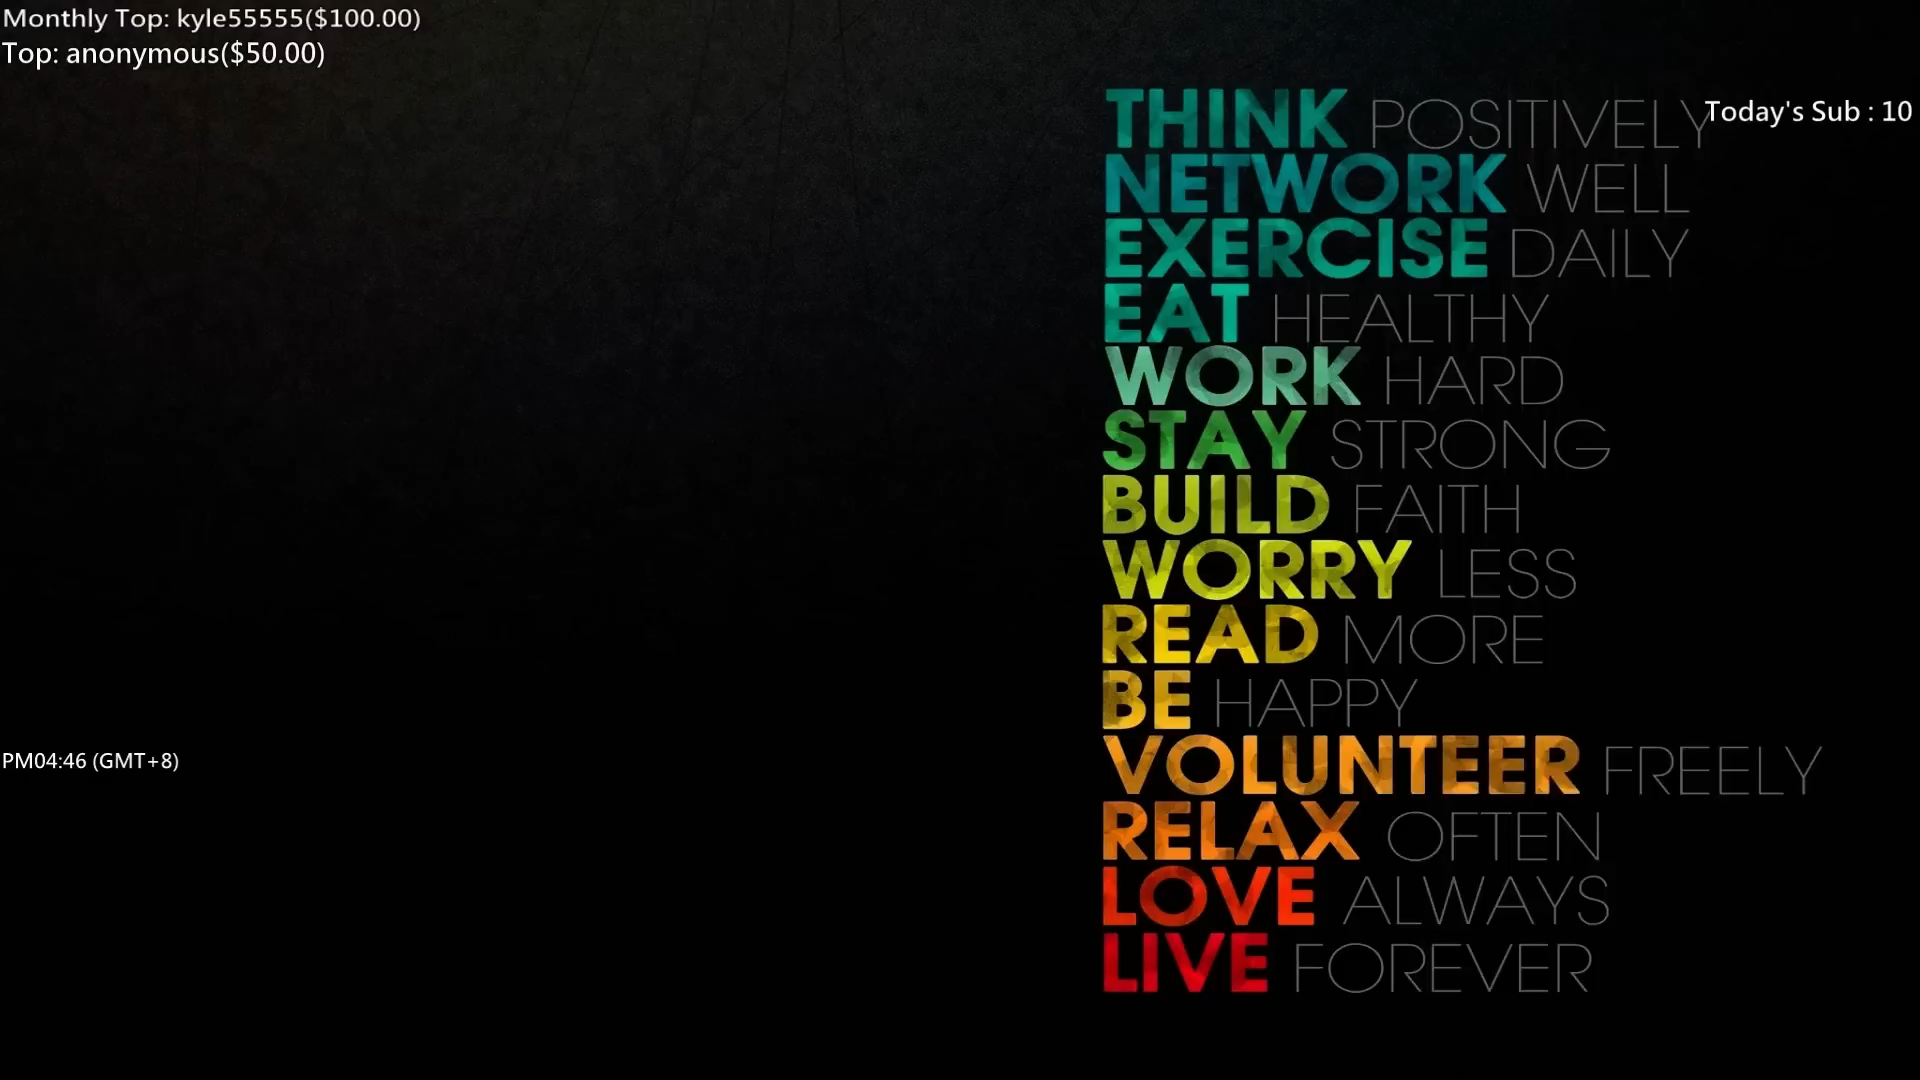 Monthly Top: kyle55555($100.00)
Top: anonymous($50.00)
THINK POSITIVELY
Today's Sub : 10
NETWORK WELL
EXERCISE DAILY
EAT HEALTHY
WORK HARD
STAY STRONG
BUILD FAITH
WORRY LESS
READ MORE
BE HAPPY
PM04:46 (GMT+8)
VOLUNTEER FREELY
RELAX OFTEN
LOVE ALWAYS
LIVE FOREVER